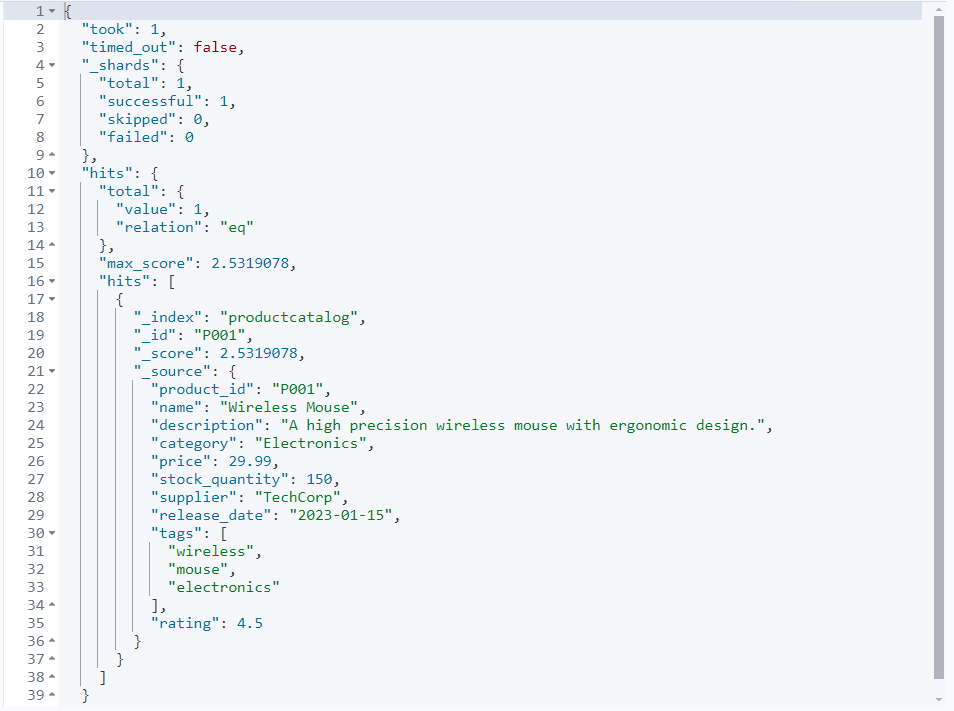 1 {
2 "took": 1,
3 "timed_out": false,
4 "_shards": {
5 "total": 1,
6 "successful": 1,
7 "skipped": 0,
8 "failed": 0
9 },
10 "hits": {
11 "total": {
12 "value": 1,
13 "relation": "eq"
14 },
15 "max_score": 2.5319078,
16 "hits": [
17 {
18 "_index": "productcatalog",
19 "_id": "P001",
20 "_score": 2.5319078,
21 "_source": {
22 "product_id": "P001",
23 "name": "Wireless Mouse",
24 "description": "A high precision wireless mouse with ergonomic design.",
25 "category": "Electronics",
26 "price": 29.99,
27 "stock_quantity": 150,
28 "supplier": "TechCorp",
29 "release_date": "2023-01-15",
30 "tags": [
31 "wireless",
32 "mouse",
33 "electronics"
34 ],
35 "rating": 4.5
36 }
37 }
38 ]
39 }